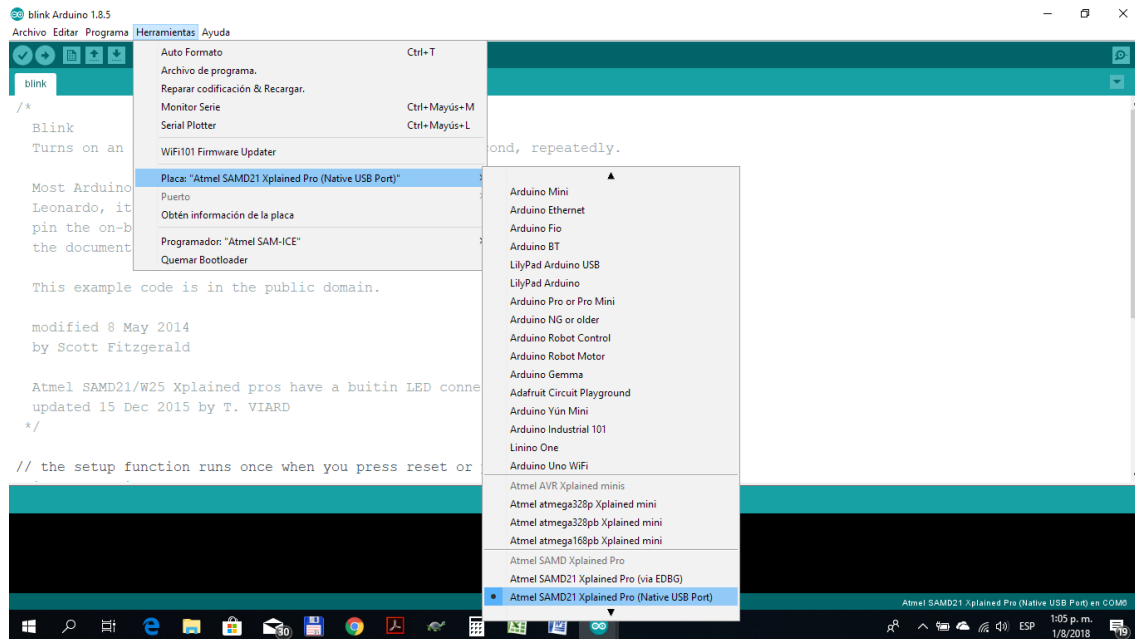 blink Arduino 1.8.5
Archivo Editar Programa Herramientas Ayuda
blink
Auto Formato Ctrl+T
Archivo de programa.
Reparar codificación & Recargar.
Monitor Serie Ctrl+Mayús+M
Serial Plotter Ctrl+Mayús+L
WiFi101 Firmware Updater
Placa: "Atmel SAMD21 Xplained Pro (Native USB Port)"
Puerto
Obtén información de la placa
Programador: "Atmel SAM-ICE"
Quemar Bootloader
/*
Blink
Turns on an ond, repeatedly.
Most Arduino
Leonardo, it
pin the on-b
the document
This example code is in the public domain.
modified 8 May 2014
by Scott Fitzgerald
Atmel SAMD21/W25 Xplained pros have a buitin LED conne
updated 15 Dec 2015 by T. VIARD
*/
// the setup function runs once when you press reset or
Arduino Mini
Arduino Ethernet
Arduino Fio
Arduino BT
LilyPad Arduino USB
LilyPad Arduino
Arduino Pro or Pro Mini
Arduino NG or older
Arduino Robot Control
Arduino Robot Motor
Arduino Gemma
Adafruit Circuit Playground
Arduino Yún Mini
Arduino Industrial 101
Linino One
Arduino Uno WiFi
Atmel AVR Xplained minis
Atmel atmega328p Xplained mini
Atmel atmega328pb Xplained mini
Atmel atmega168pb Xplained mini
Atmel SAMD Xplained Pro
Atmel SAMD21 Xplained Pro (via EDBG)
Atmel SAMD21 Xplained Pro (Native USB Port)
Atmel SAMD21 Xplained Pro (Native USB Port) en COM6
30
ESP
1:05 p. m.
1/8/2018
19